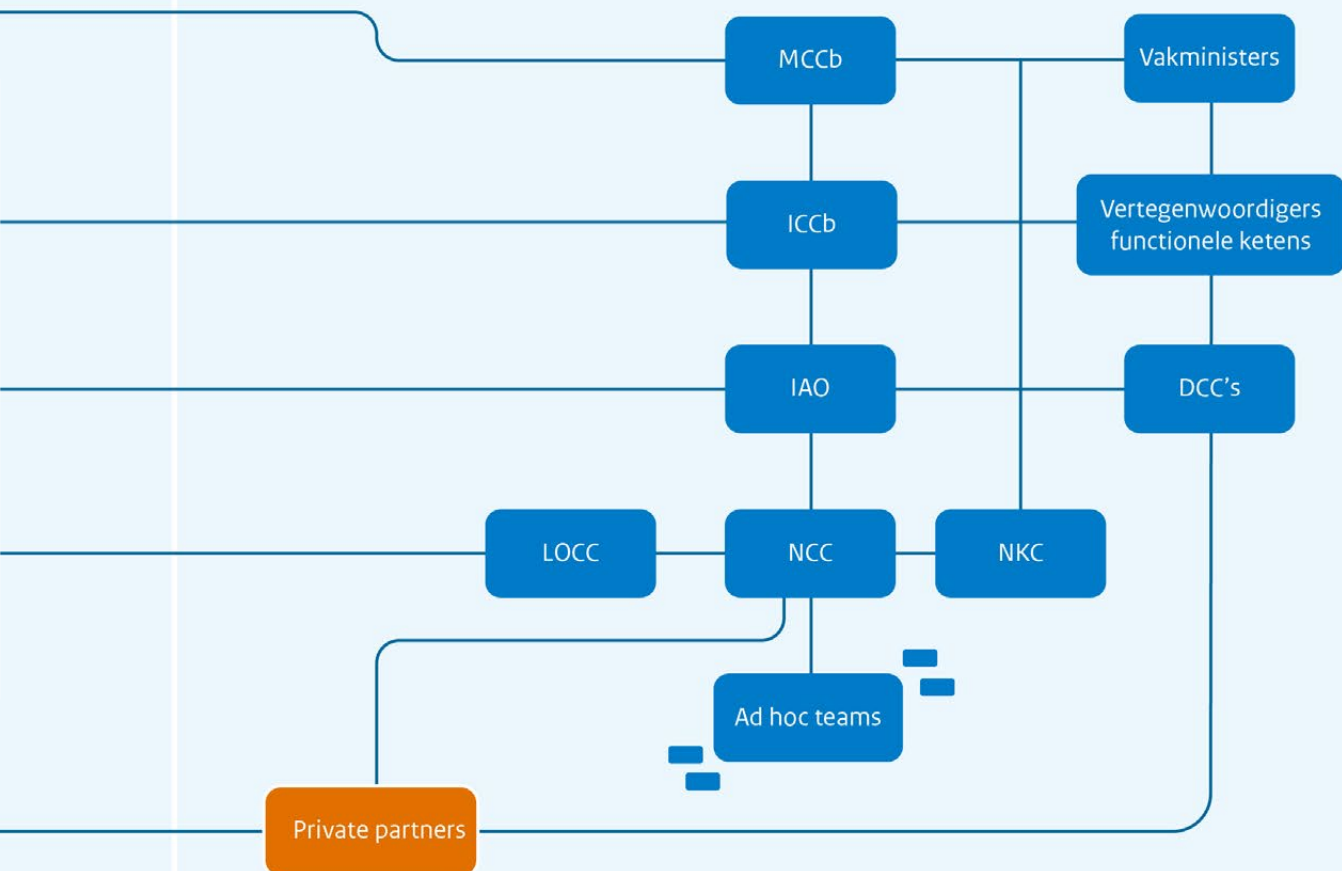 MCCb
Vakministers
ICCb
Vertegenwoordigers
functionele ketens
IAO
DCC's
LOCC
NCC
NKC
Ad hoc teams
Private partners